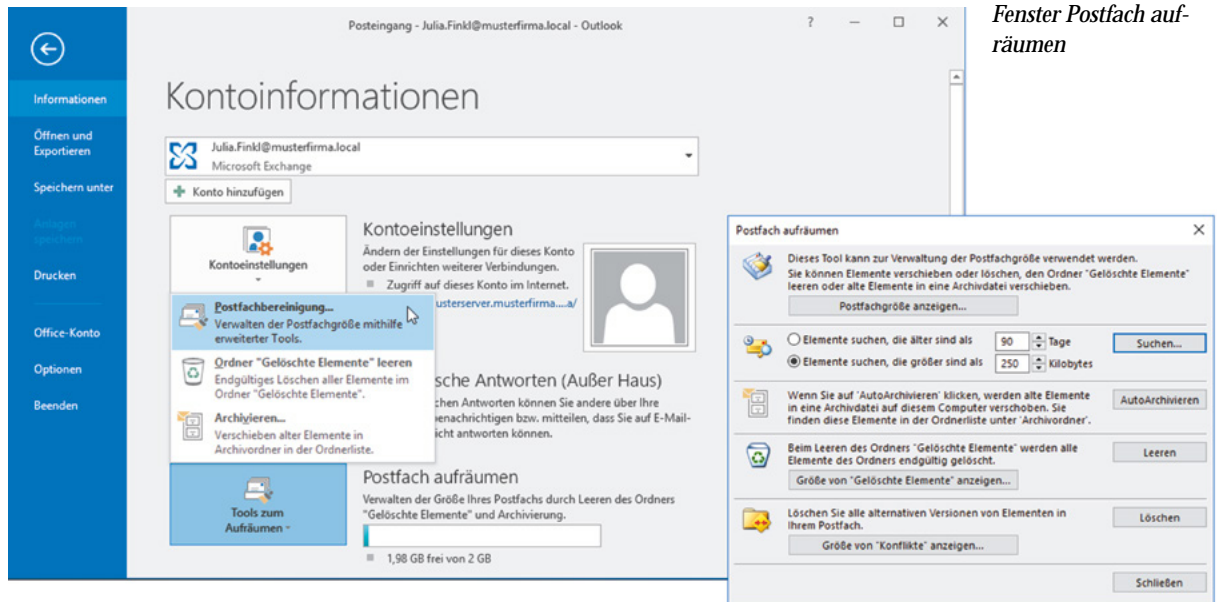 Fenster Postfach auf-
räumen
Posteingang - Julia.Finkl@musterfirma.local - Outlook
?
Informationen
Öffnen und
Exportieren
Speichern unter
Anlagen
speichern
Drucken
Office-Konto
Optionen
Beenden
Kontoinformationen
Julia.Finkl@musterfirma.local
Microsoft Exchange
Konto hinzufügen
Kontoeinstellungen
Kontoeinstellungen
Ändern der Einstellungen für dieses Konto
oder Einrichten weiterer Verbindungen.
Zugriff auf dieses Konto im Internet.
usterserver.musterfirma....a/
Postfachbereinigung...
Verwalten der Postfachgröße mithilfe
erweiterter Tools.
Ordner "Gelöschte Elemente" leeren
Endgültiges Löschen aller Elemente im
Ordner "Gelöschte Elemente".
Archivieren...
Verschieben alter Elemente in
Archivordner in der Ordnerliste.
sche Antworten (Außer Haus)
chen Antworten können Sie andere über Ihre
enachrichtigen bzw. mitteilen, dass Sie auf E-Mail-
icht antworten können.
Tools zum
Aufräumen
Postfach aufräumen
Verwalten der Größe Ihres Postfachs durch Leeren des Ordners
"Gelöschte Elemente" und Archivierung.
1,98 GB frei von 2 GB
Postfach aufräumen
Dieses Tool kann zur Verwaltung der Postfachgröße verwendet werden.
Sie können Elemente verschieben oder löschen, den Ordner "Gelöschte Elemente"
leeren oder alte Elemente in eine Archivdatei verschieben.
Postfachgröße anzeigen...
Elemente suchen, die älter sind als 90 Tage
Suchen...
Elemente suchen, die größer sind als 250 Kilobytes
Wenn Sie auf 'AutoArchivieren' klicken, werden alte Elemente
in eine Archivdatei auf diesem Computer verschoben. Sie
finden diese Elemente in der Ordnerliste unter 'Archivordner'.
AutoArchivieren
Beim Leeren des Ordners "Gelöschte Elemente" werden alle
Elemente des Ordners endgültig gelöscht.
Leeren
Größe von "Gelöschte Elemente" anzeigen...
Löschen Sie alle alternativen Versionen von Elementen in
Ihrem Postfach.
Löschen
Größe von "Konflikte" anzeigen...
Schließen